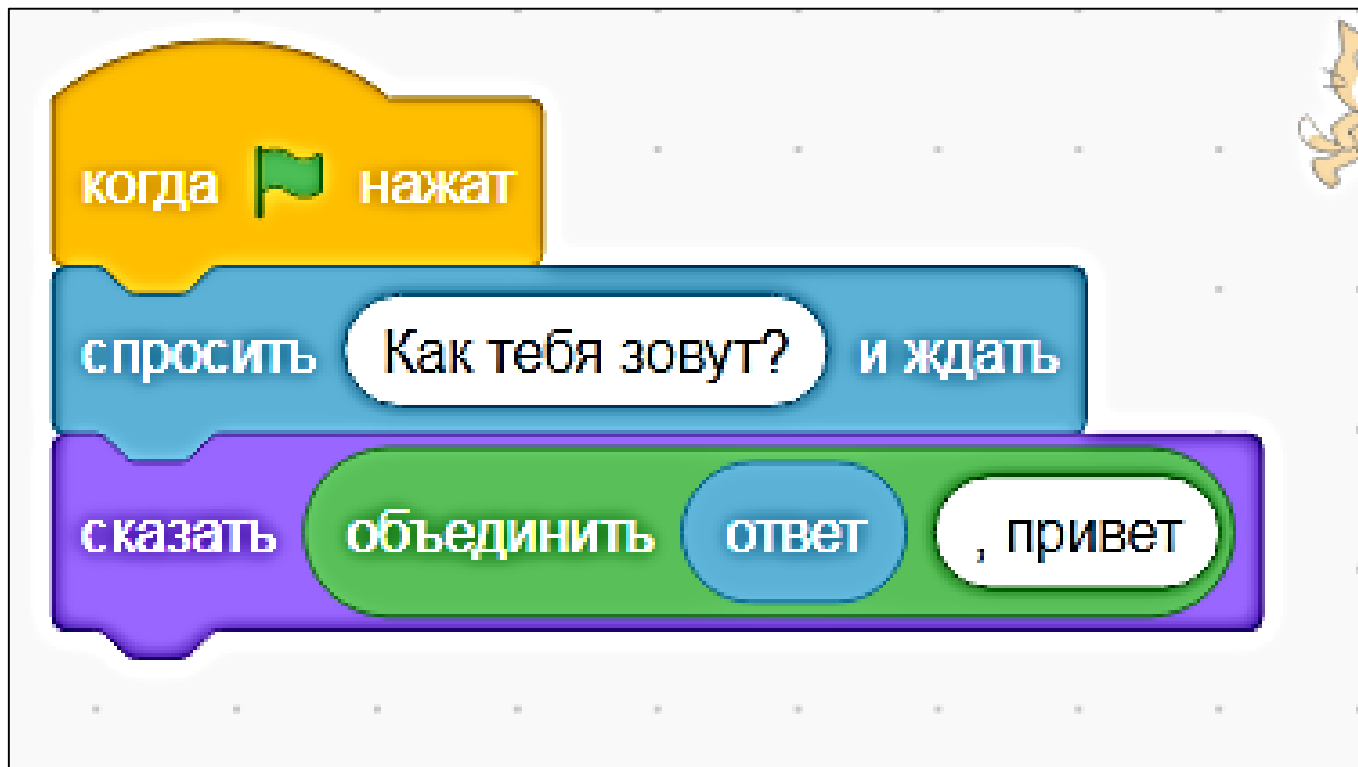 когда нажат
спросить Как тебя зовут? и ждать
сказать объединить ответ , привет